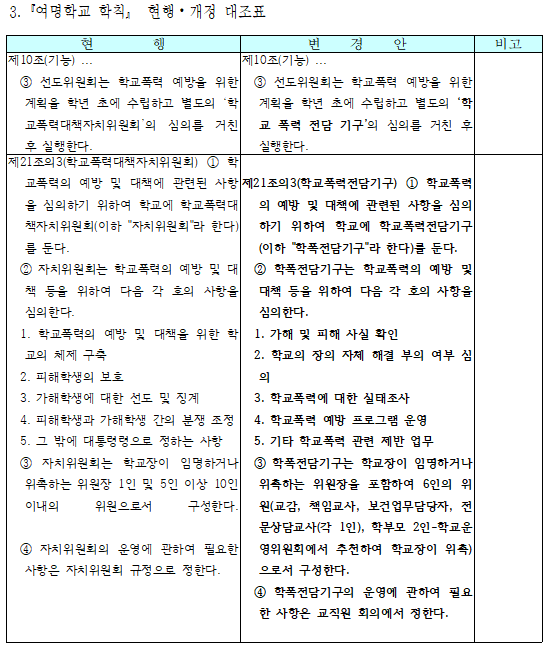 3.『여명학교 학칙』 현행·개정 대조표
현 행
변 경 안
비고
제10조(기능) …
③ 선도위원회는 학교폭력 예방을 위한
계획을 학년 초에 수립하고 별도의 ‘학
교폭력대책자치위원회’의 심의를 거친
후 실행한다.
제10조(기능) …
③ 선도위원회는 학교폭력 예방을 위한
계획을 학년 초에 수립하고 별도의 ‘학
교 폭력 전담 기구’의 심의를 거친 후
실행한다.
제21조의3(학교폭력대책자치위원회) ① 학
교폭력의 예방 및 대책에 관련된 사항
을 심의하기 위하여 학교에 학교폭력대
책자치위원회(이하 "자치위원회"라 한다)
를 둔다.
② 자치위원회는 학교폭력의 예방 및 대
책 등을 위하여 다음 각 호의 사항을
심의한다.
1. 학교폭력의 예방 및 대책을 위한 학
교의 체제 구축
2. 피해학생의 보호
3. 가해학생에 대한 선도 및 징계
4. 피해학생과 가해학생 간의 분쟁 조정
5. 그 밖에 대통령령으로 정하는 사항
③ 자치위원회는 학교장이 임명하거나
위촉하는 위원장 1인 및 5인 이상 10인
이내의 위원으로서 구성한다.
④ 자치위원회의 운영에 관하여 필요한
사항은 자치위원회 규정으로 정한다.
제21조의3(학교폭력전담기구) ① 학교폭력
의 예방 및 대책에 관련된 사항을 심의
하기 위하여 학교에 학교폭력전담기구
(이하 "학폭전담기구"라 한다)를 둔다.
② 학폭전담기구는 학교폭력의 예방 및
대책 등을 위하여 다음 각 호의 사항을
심의한다.
1. 가해 및 피해 사실 확인
2. 학교의 장의 자체 해결 부의 여부 심
의
3. 학교폭력에 대한 실태조사
4. 학교폭력 예방 프로그램 운영
5. 기타 학교폭력 관련 제반 업무
③ 학폭전담기구는 학교장이 임명하거나
위촉하는 위원장을 포함하여 6인의 위
원(교감, 책임교사, 보건업무담당자, 전
문상담교사(각 1인), 학부모 2인-학교운
영위원회에서 추천하여 학교장이 위촉)
으로서 구성한다.
④ 학폭전담기구의 운영에 관하여 필요
한 사항은 교직원 회의에서 정한다.